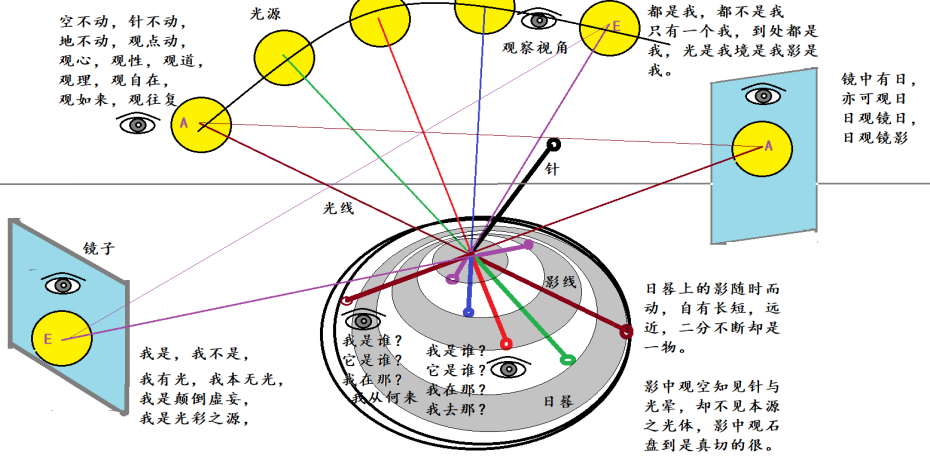 空不动，针不动，
地不动，观点动，
观心，观性，观道，
观理，观自在，
观如来，观往复
光源
观察视角
E
都是我，都不是我
只有一个我，到处都是
我，光是我境是我影是
我。
镜中有日，
亦可观日
日观镜日，
日观镜影
A
A
针
光线
镜子
E
影线
我是，我不是，
我有光，我本无光，
我是颠倒虚妄，
我是光彩之源，
我是谁？
它是谁？
我在那？
我从何来
我是谁？
它是谁？
我在那？
我去那？
日晷
日晷上的影随时而
动，自有长短，远
近，二分不断却是
一物。
影中观空知见针与
光晕，却不见本源
之光体，影中观石
盘到是真切的很。